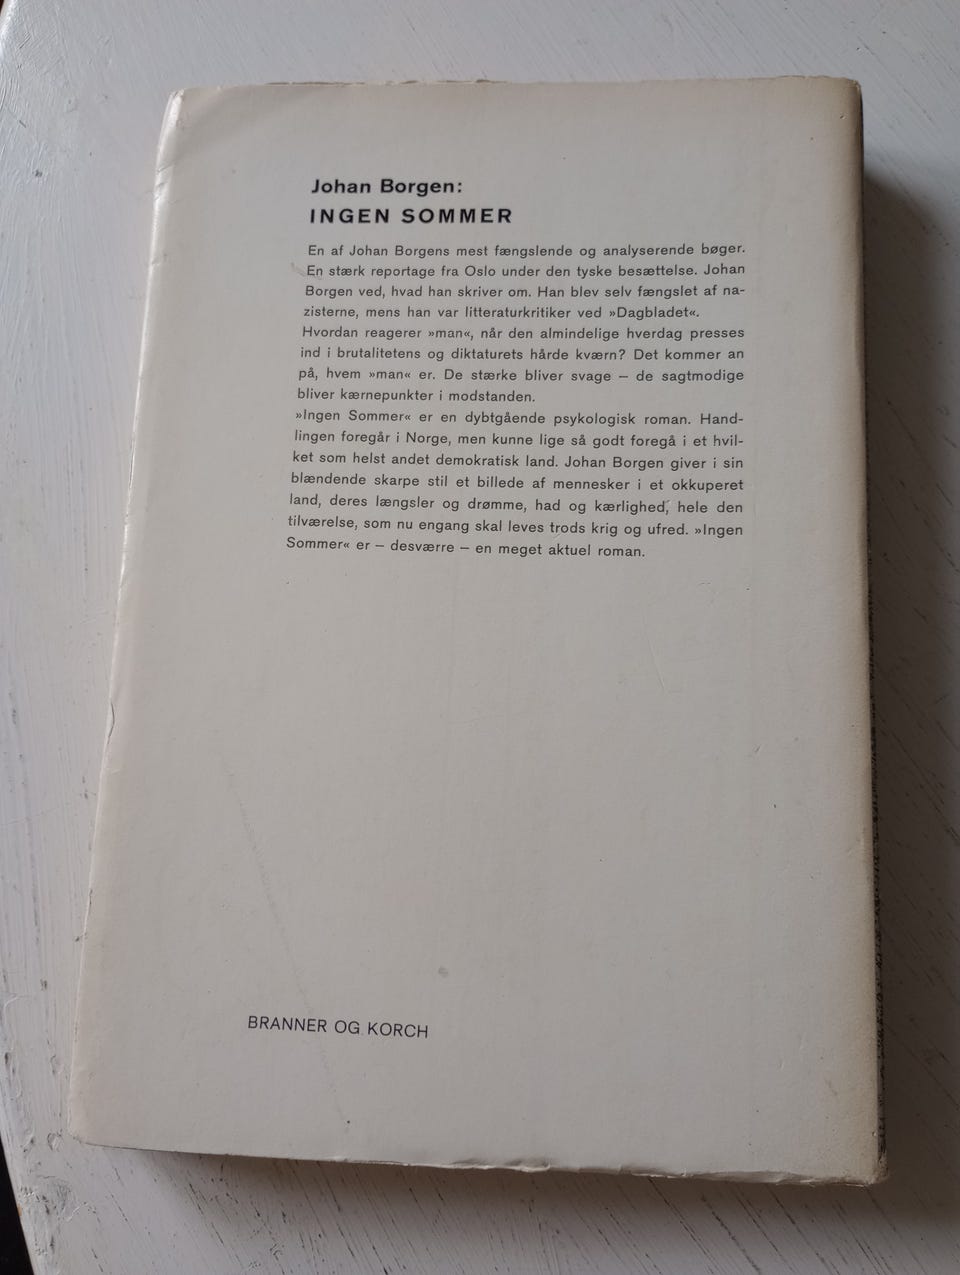 Johan Borgen:
INGEN SOMMER
En af Johan Borgens mest fængslende og analyserende bøger.
En stærk reportage fra Oslo under den tyske besættelse. Johan
Borgen ved, hvad han skriver om. Han blev selv fængslet af na-
zisterne, mens han var litteraturkritiker ved »Dagbladet«.
Hvordan reagerer »man«, når den almindelige hverdag presses
ind i brutalitetens og diktaturets hårde kværn? Det kommer an
på, hvem »man« er. De stærke bliver svage – de sagtmodige
bliver kærnepunkter i modstanden.
»Ingen Sommer« er en dybtgående psykologisk roman. Hand-
lingen foregår i Norge, men kunne lige så godt foregå i et hvil-
ket som helst andet demokratisk land. Johan Borgen giver i sin
blændende skarpe stil et billede af mennesker i et okkuperet
land, deres længsler og drømme, had og kærlighed, hele den
tilværelse, som nu engang skal leves trods krig og ufred. »Ingen
Sommer« er – desværre – en meget aktuel roman.
BRANNER OG KORCH